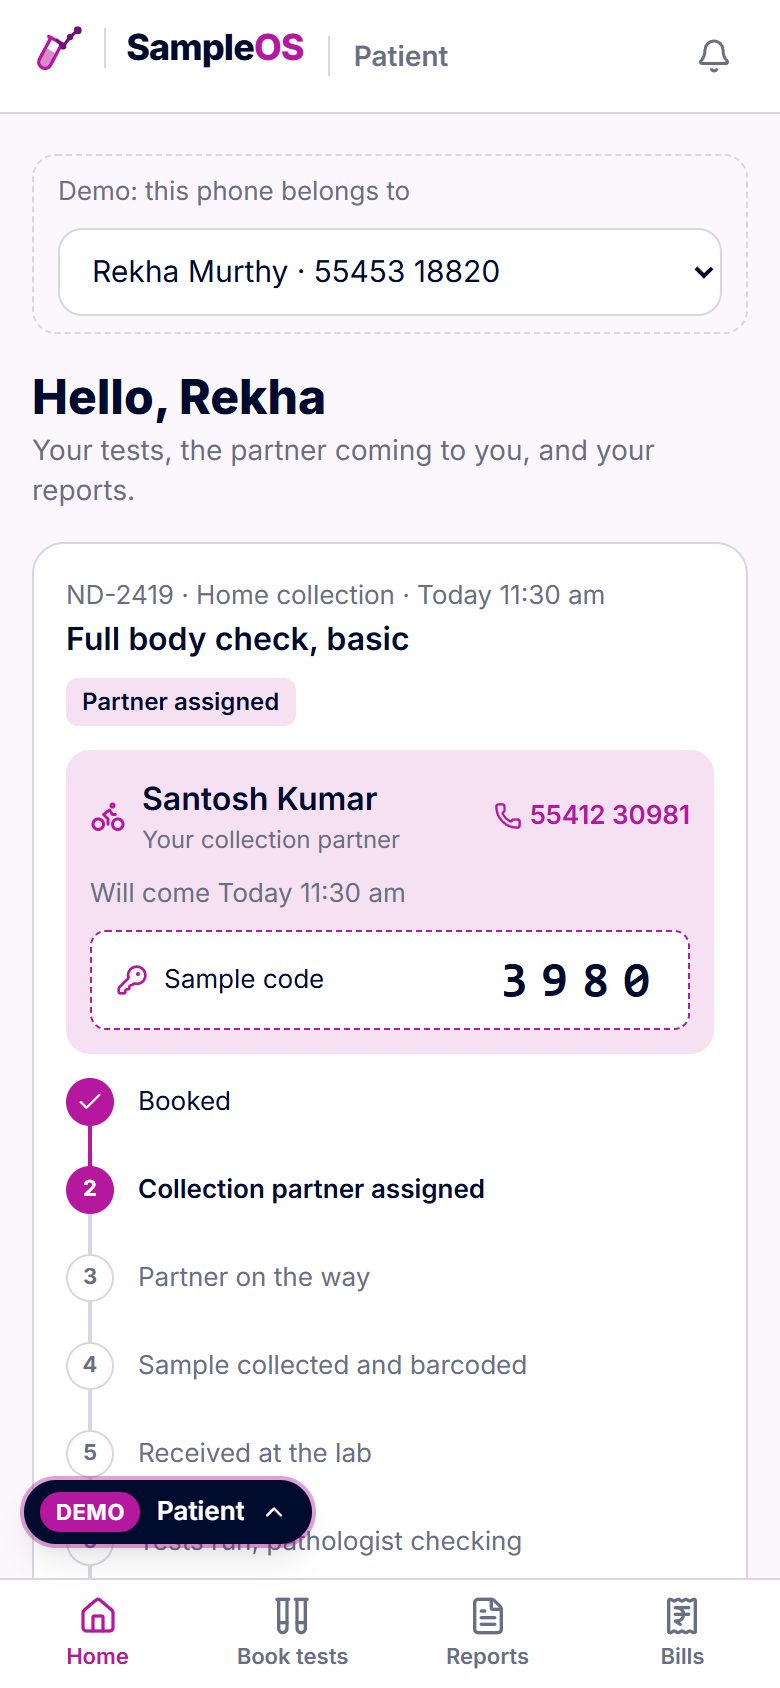 SampleOS
Patient
Demo: this phone belongs to
Rekha Murthy · 55453 18820
Hello, Rekha
Your tests, the partner coming to you, and your
reports.
ND-2419 · Home collection · Today 11:30 am
Full body check, basic
Partner assigned
Santosh Kumar
55412 30981
Your collection partner
Will come Today 11:30 am
Sample code
3980
Booked
2 Collection partner assigned
3 Partner on the way
4 Sample collected and barcoded
5 Received at the lab
DEMO Patient
Tests run, pathologist checking
Home
Book tests
Reports
Bills